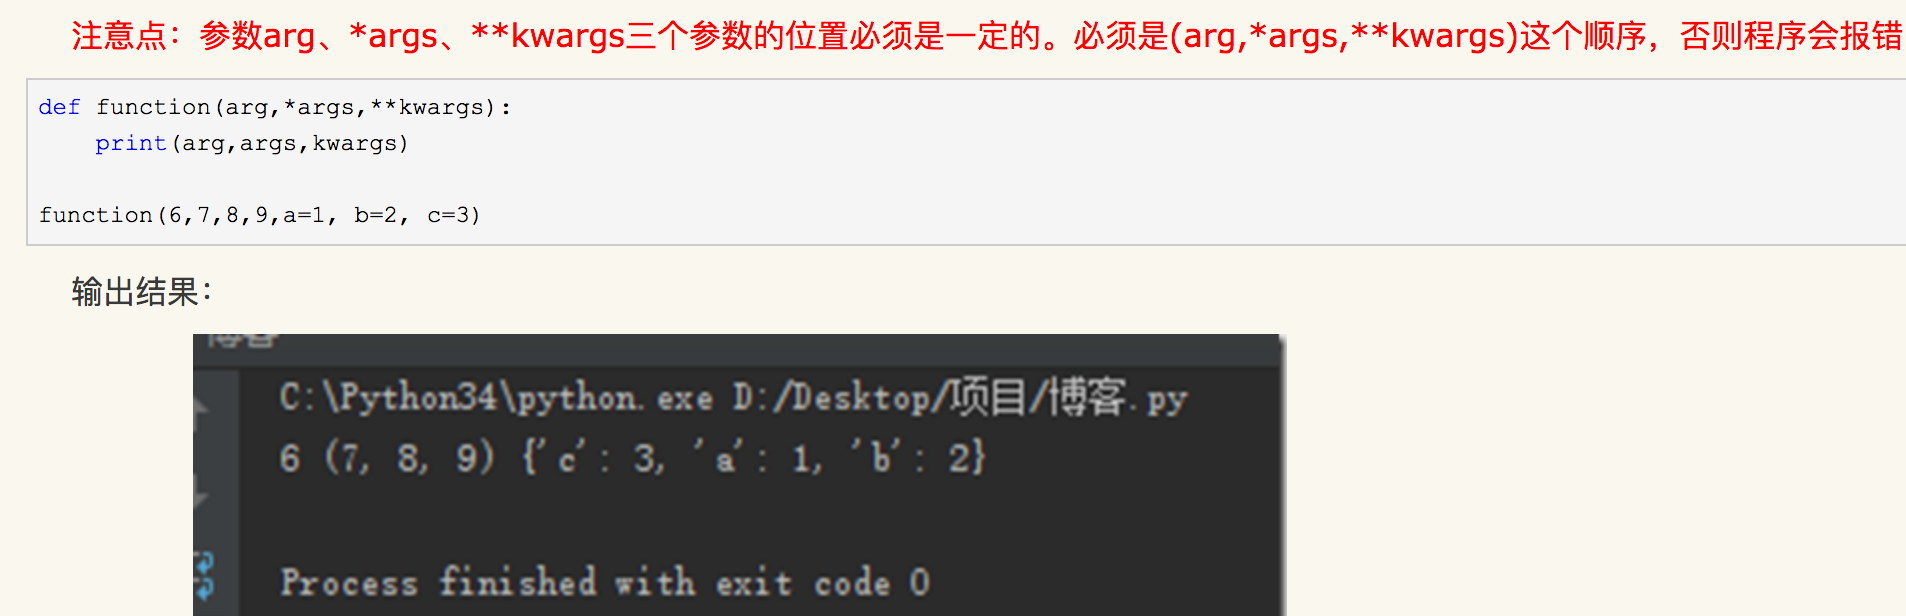 注意点：参数arg、*args、**kwargs三个参数的位置必须是一定的。必须是(arg,*args,**kwargs)这个顺序，否则程序会报错
def function(arg,*args,**kwargs):
    print(arg,args,kwargs)
function(6,7,8,9,a=1, b=2, c=3)
输出结果：
博客
C:\Python34\python.exe D:/Desktop/项目/博客.py
6 (7, 8, 9) {'c': 3, 'a': 1, 'b': 2}
Process finished with exit code 0